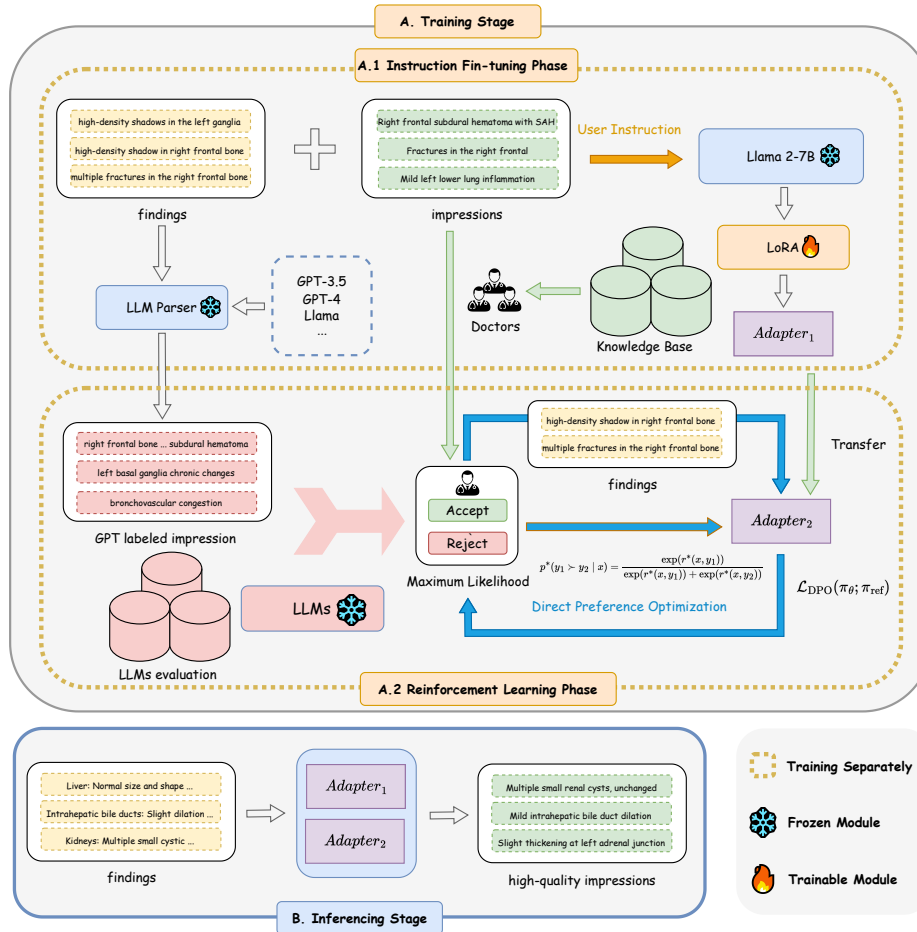 A. Training Stage
A.1 Instruction Fin-tuning Phase
high-density shadows in the left ganglia
high-density shadow in right frontal bone
multiple fractures in the right frontal bone
findings
Right frontal subdural hematoma with SAH
Fractures in the right frontal
Mild left lower lung inflammation
impressions
User Instruction
Llama 2-7B
LoRA
Adapter₁
LLM Parser
GPT-3.5
GPT-4
Llama
...
Doctors
Knowledge Base
right frontal bone ... subdural hematoma
left basal ganglia chronic changes
bronchovascular congestion
GPT labeled impression
LLMs
LLMs evaluation
Accept
Reject
Maximum Likelihood
high-density shadow in right frontal bone
multiple fractures in the right frontal bone
findings
Transfer
Adapter₂
p*(y₁ ≻ y₂ | x) = exp(r*(x, y₁)) / exp(r*(x, y₁)) + exp(r*(x, y₂))
Direct Preference Optimization
ℒ_DPO(π_θ; π_ref)
A.2 Reinforcement Learning Phase
Liver: Normal size and shape ...
Intrahepatic bile ducts: Slight dilation ...
Kidneys: Multiple small cystic ...
findings
Adapter₁
Adapter₂
Multiple small renal cysts, unchanged
Mild intrahepatic bile duct dilation
Slight thickening at left adrenal junction
high-quality impressions
B. Inferencing Stage
Training Separately
Frozen Module
Trainable Module